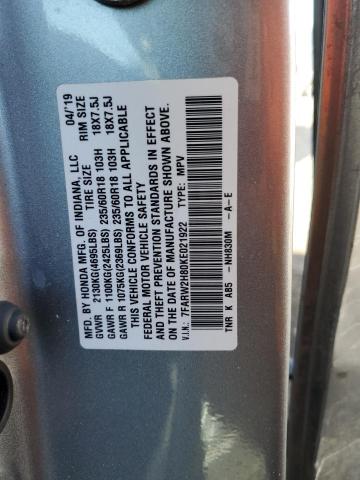 MFD. BY HONDA MFG. OF INDIANA, LLC 04/'19
TIRE SIZE RIM SIZE
GVWR 2130KG(4695LBS)
GAWR F 1100KG(2425LBS) 235/60R18 103H 18X7.5J
GAWR R 1075KG(2369LBS) 235/60R18 103H 18X7.5J
THIS VEHICLE CONFORMS TO ALL APPLICABLE
FEDERAL MOTOR VEHICLE SAFETY
AND THEFT PREVENTION STANDARDS IN EFFECT
ON THE DATE OF MANUFACTURE SHOWN ABOVE.
V.I.N.: 7FARW2H80KE021922 TYPE: MPV
TNR K AB5 -NH830M -A-E